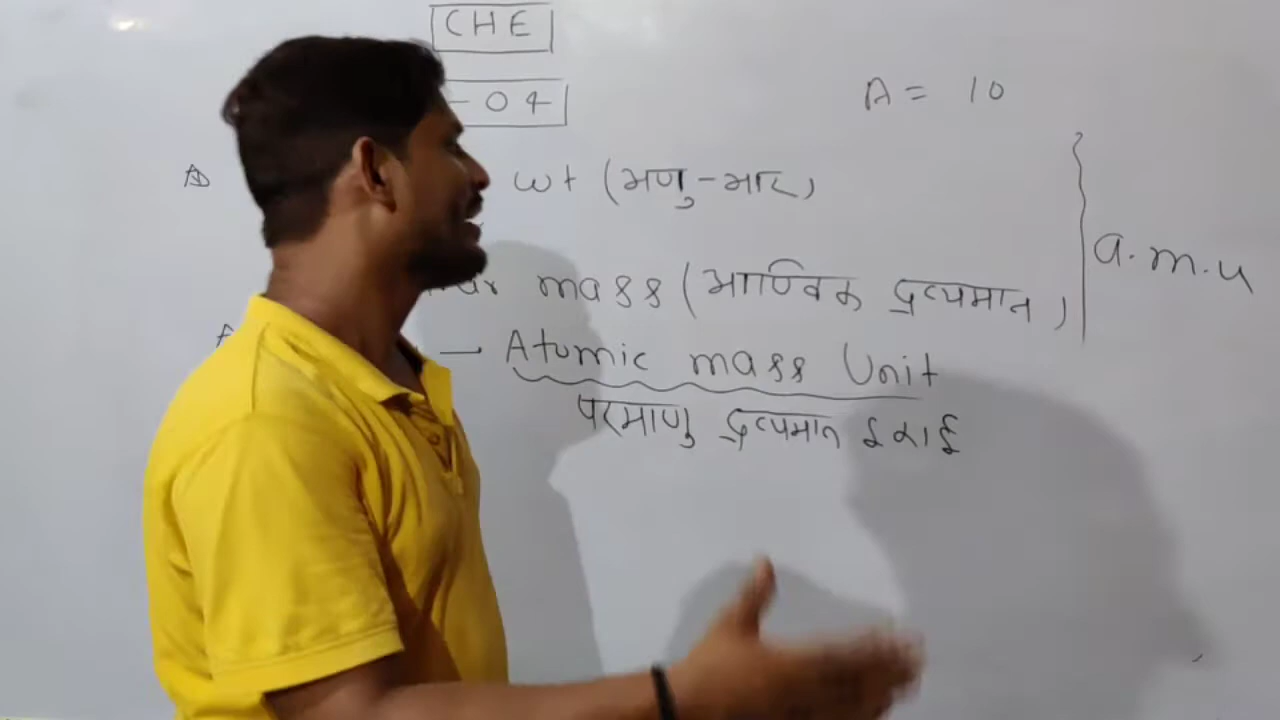 CHE
- 04
A = 10
wt (अणु-भार)
mass (आण्विक द्रव्यमान)
a.m.u
→ Atomic mass Unit
परमाणु द्रव्यमान इकाई